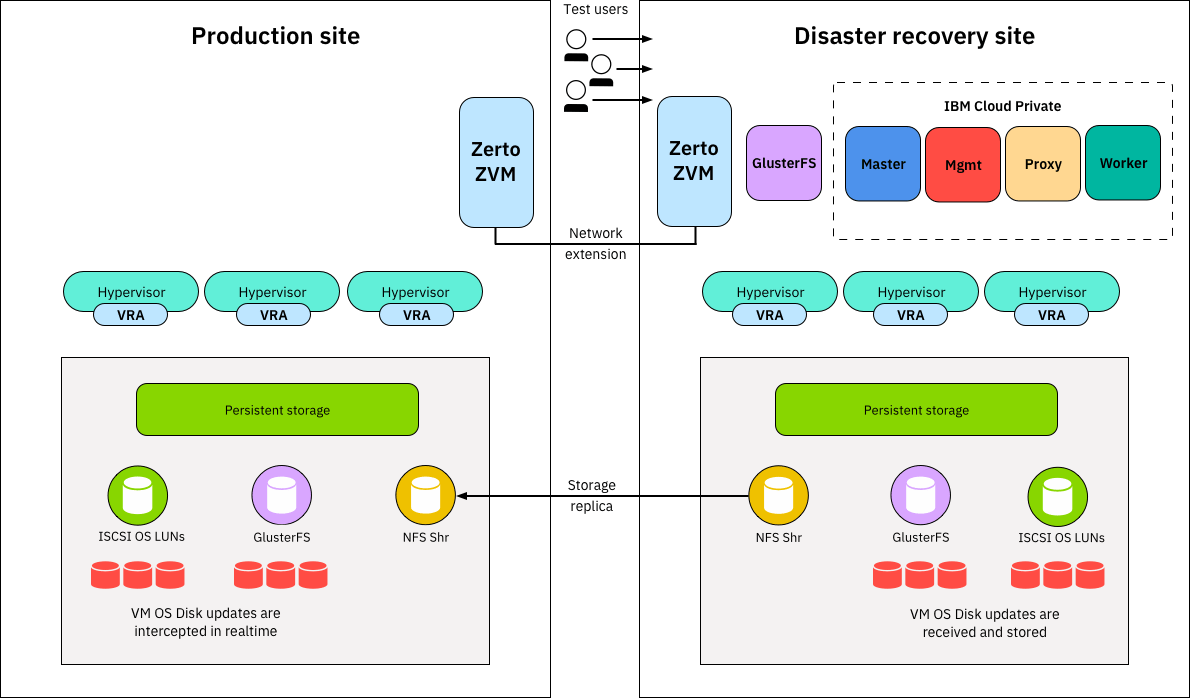 Test users
Production site
Disaster recovery site
IBM Cloud Private
Zerto
ZVM
Zerto
ZVM
GlusterFS
Master
Mgmt
Proxy
Worker
Network
extension
Hypervisor
VRA
Hypervisor
VRA
Hypervisor
VRA
Hypervisor
VRA
Hypervisor
VRA
Hypervisor
VRA
Persistent storage
Persistent storage
Storage
replica
ISCSI OS LUNs
GlusterFS
NFS Shr
NFS Shr
GlusterFS
ISCSI OS LUNs
VM OS Disk updates are
intercepted in realtime
VM OS Disk updates are
received and stored